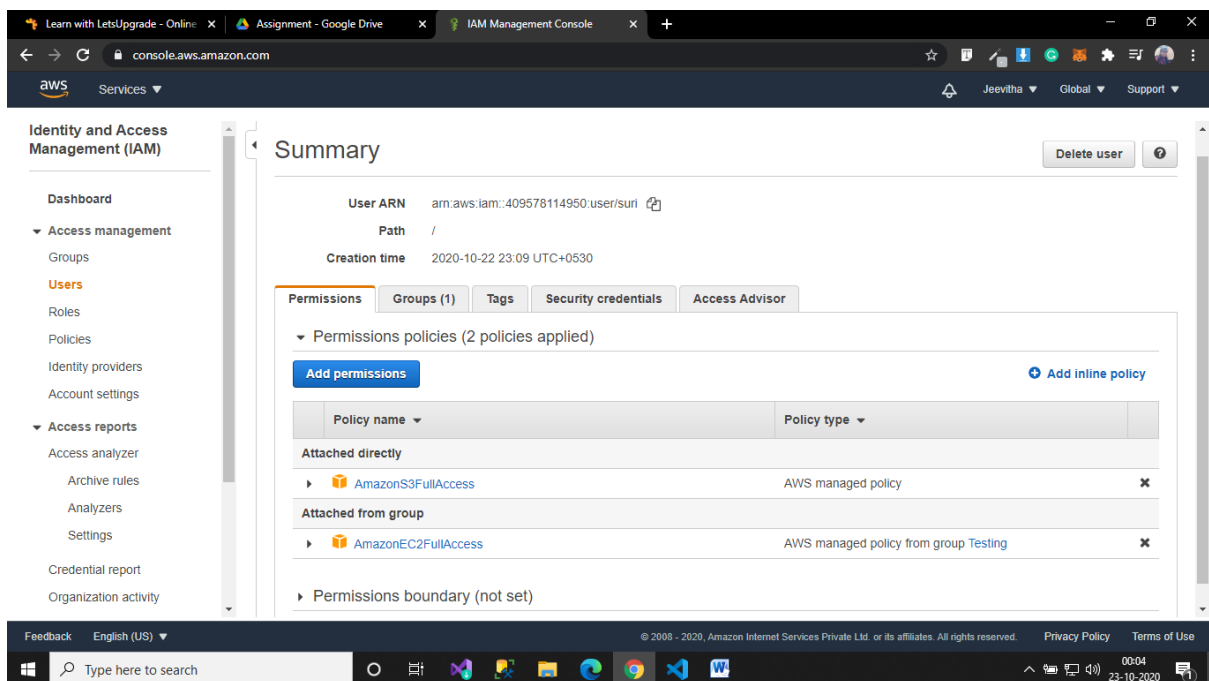 Learn with LetsUpgrade - Online
Assignment - Google Drive
IAM Management Console
console.aws.amazon.com
aws
Services
Jeevitha
Global
Support
Identity and Access
Management (IAM)
Dashboard
Access management
Groups
Users
Roles
Policies
Identity providers
Account settings
Access reports
Access analyzer
Archive rules
Analyzers
Settings
Credential report
Organization activity
Summary
Delete user
User ARN arn:aws:iam::409578114950:user/suri
Path /
Creation time 2020-10-22 23:09 UTC+0530
Permissions Groups (1) Tags Security credentials Access Advisor
Permissions policies (2 policies applied)
Add permissions
Add inline policy
Policy name Policy type
Attached directly
AmazonS3FullAccess AWS managed policy
Attached from group
AmazonEC2FullAccess AWS managed policy from group Testing
Permissions boundary (not set)
Feedback English (US) © 2008 - 2020, Amazon Internet Services Private Ltd. or its affiliates. All rights reserved. Privacy Policy Terms of Use
Type here to search
00:04
23-10-2020